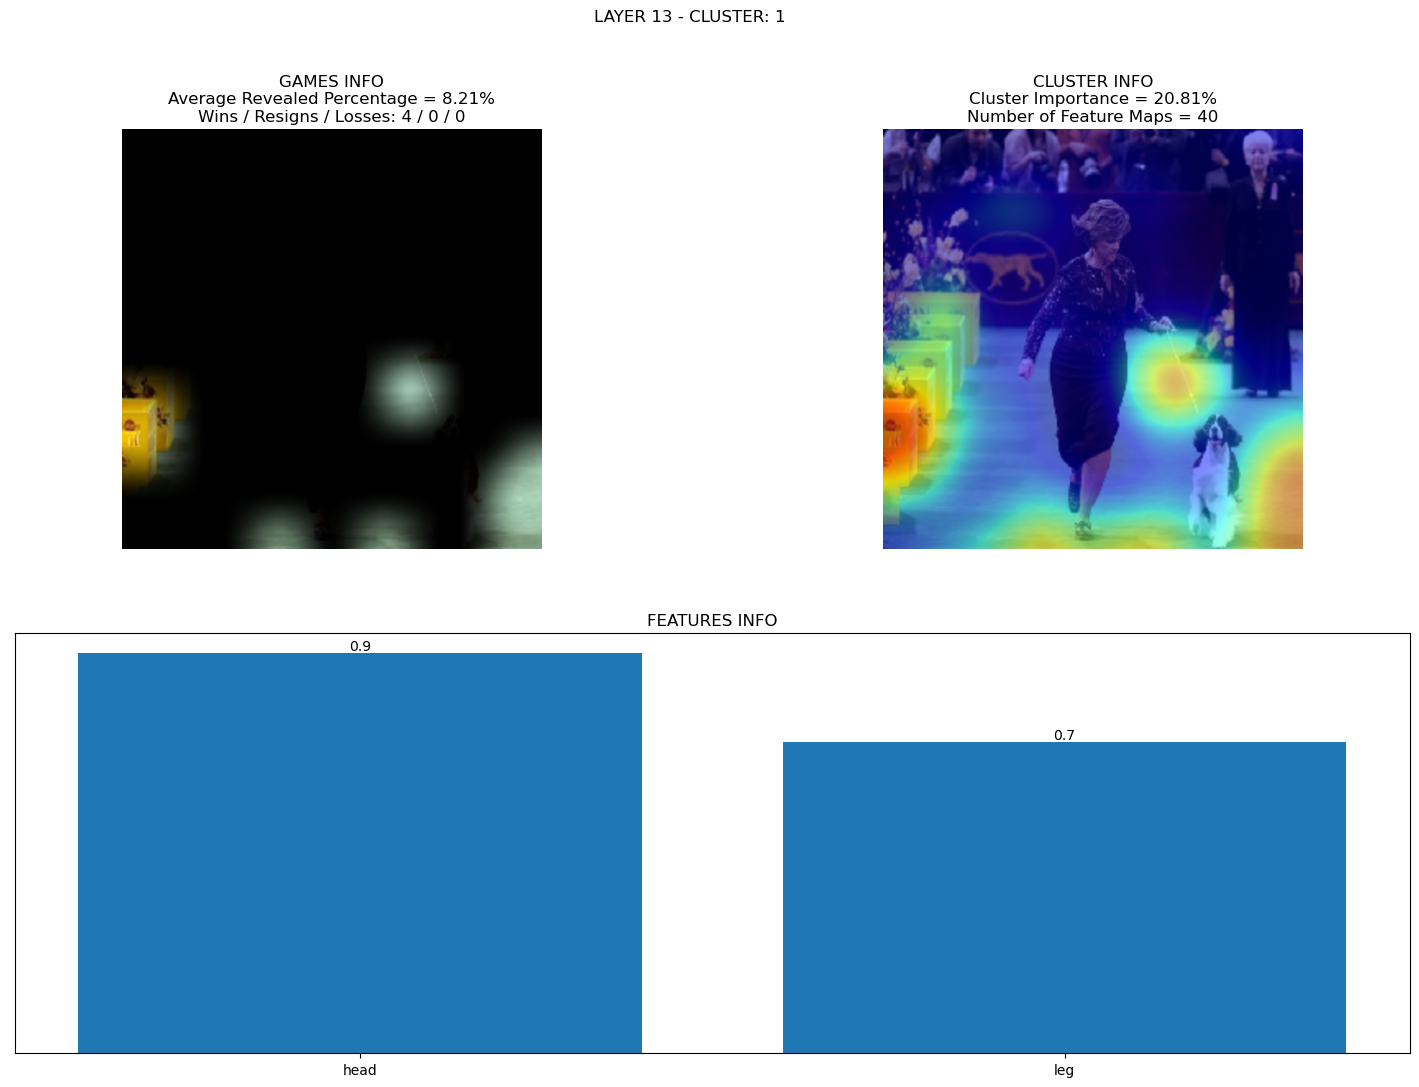 LAYER 13 - CLUSTER: 1
GAMES INFO
Average Revealed Percentage = 8.21%
Wins / Resigns / Losses: 4 / 0 / 0
CLUSTER INFO
Cluster Importance = 20.81%
Number of Feature Maps = 40
FEATURES INFO
0.9
0.7
head
leg